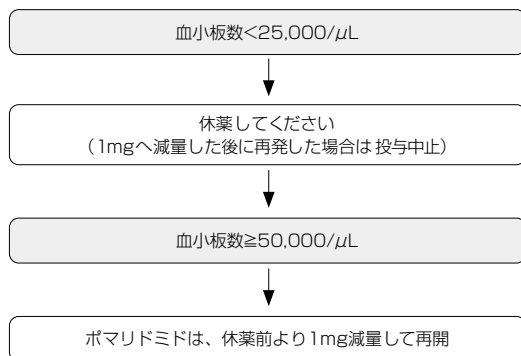 血小板数<25,000/μL
休薬してください
（1mgへ減量した後に再発した場合は投与中止）
血小板数≧50,000/μL
ポマリドミドは、休薬前より1mg減量して再開